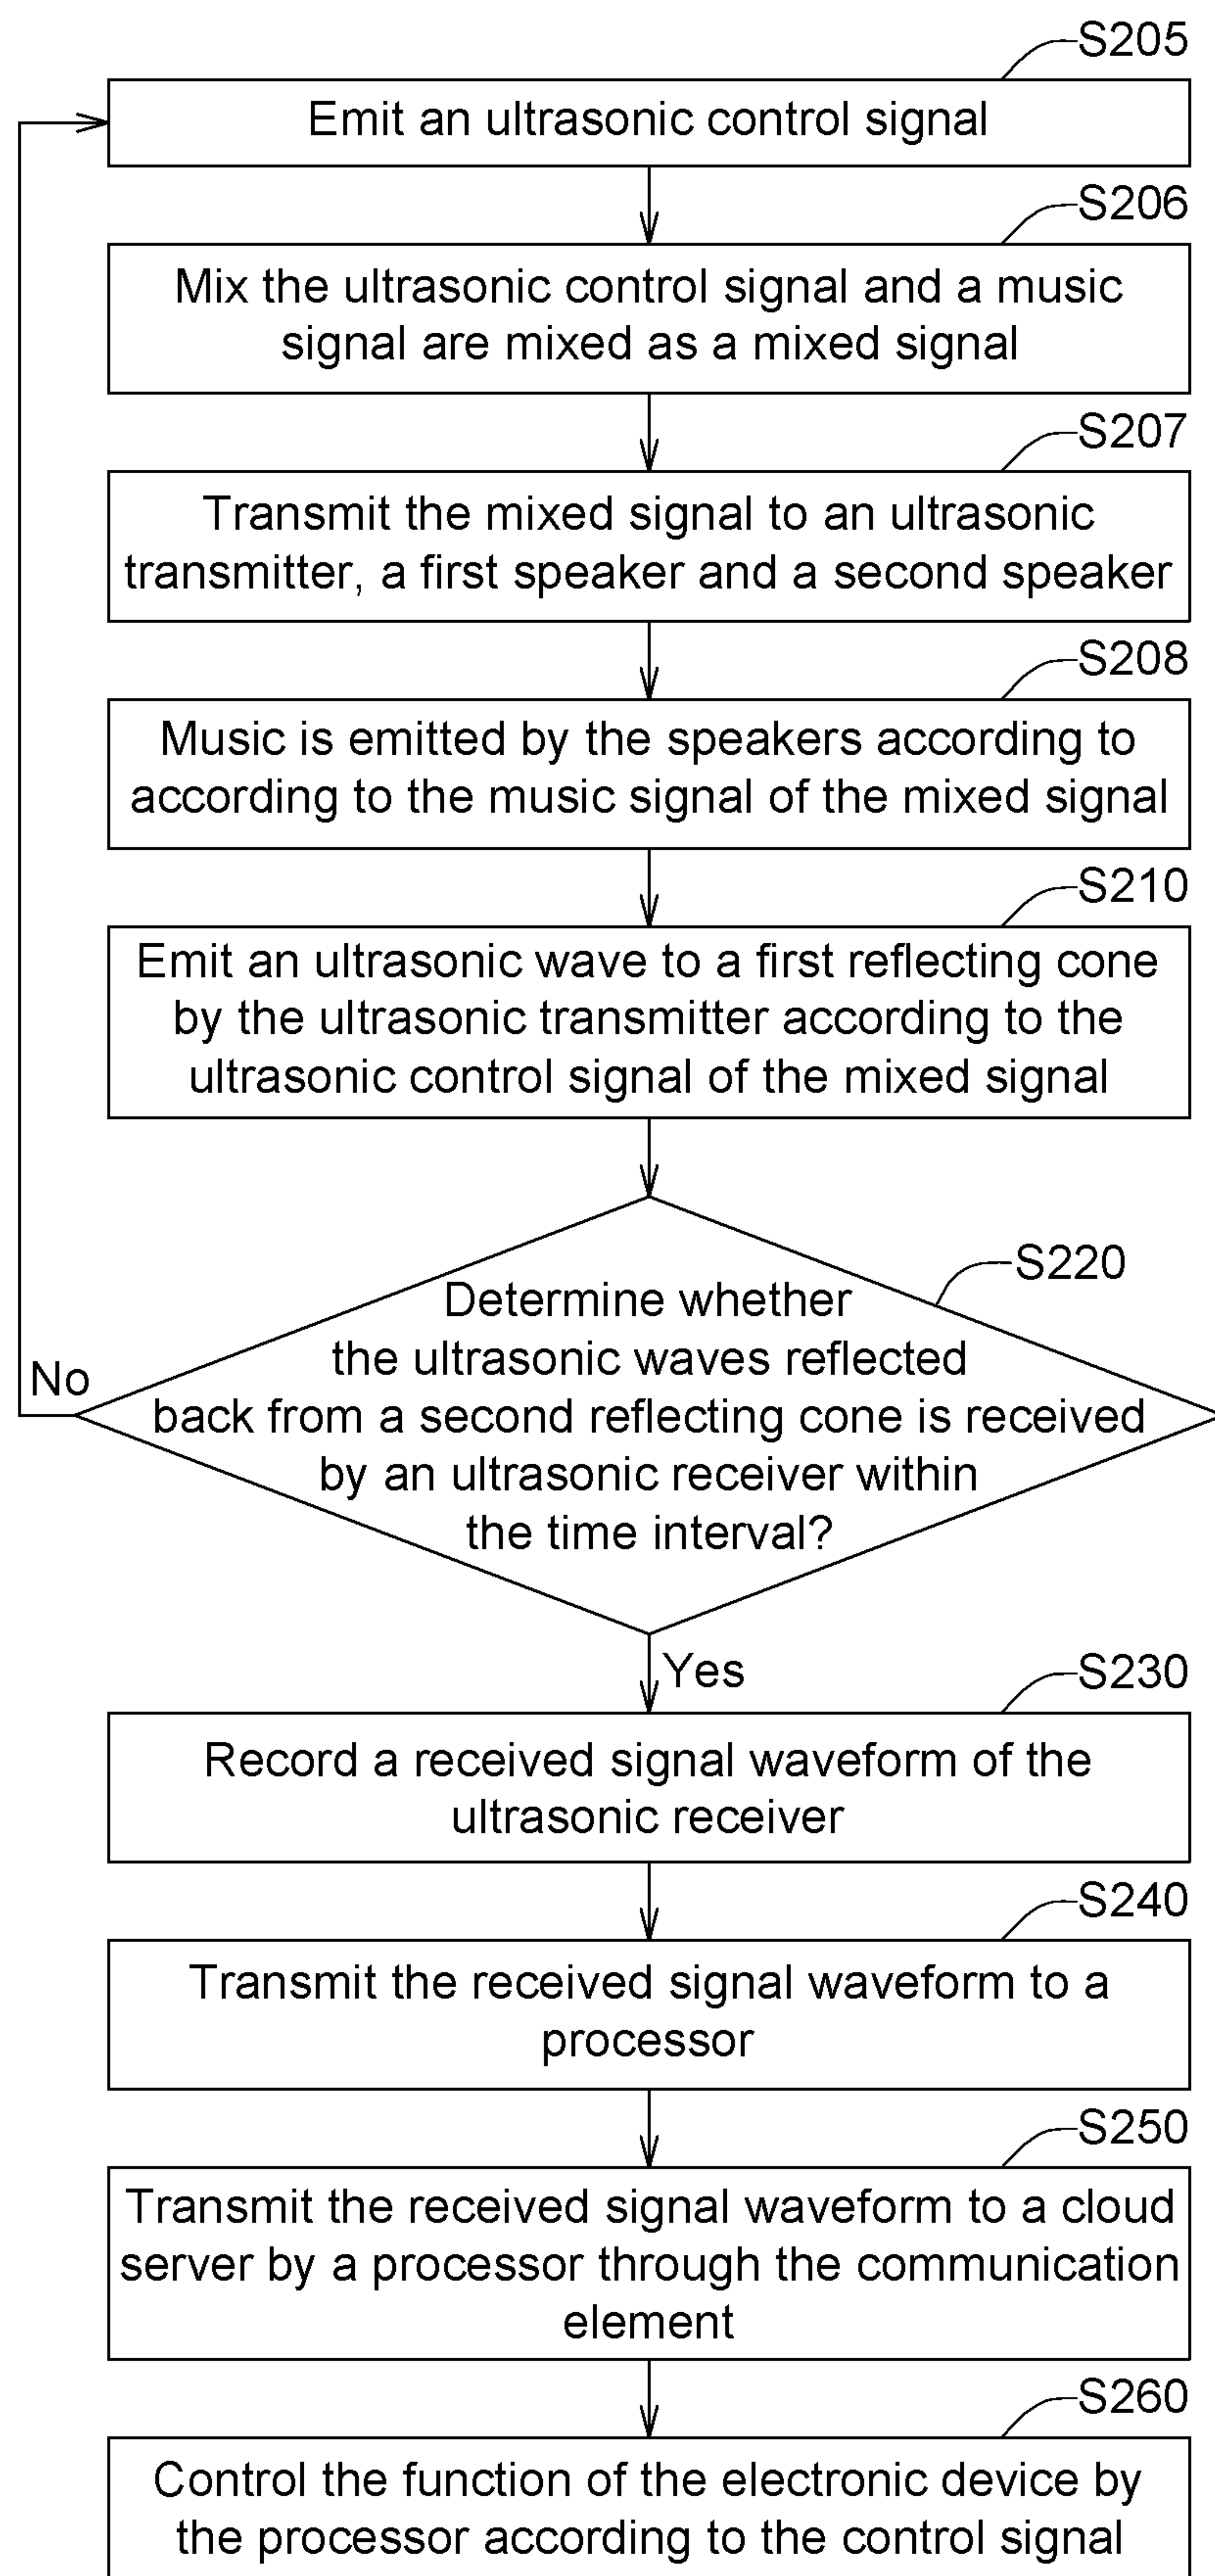 S205
Emit an ultrasonic control signal
S206
Mix the ultrasonic control signal and a music
signal are mixed as a mixed signal
S207
Transmit the mixed signal to an ultrasonic
transmitter, a first speaker and a second speaker
S208
Music is emitted by the speakers according to
according to the music signal of the mixed signal
S210
Emit an ultrasonic wave to a first reflecting cone
by the ultrasonic transmitter according to the
ultrasonic control signal of the mixed signal
S220
Determine whether
the ultrasonic waves reflected
No
back from a second reflecting cone is received
by an ultrasonic receiver within
the time interval?
Yes
S230
Record a received signal waveform of the
ultrasonic receiver
S240
Transmit the received signal waveform to a
processor
S250
Transmit the received signal waveform to a cloud
server by a processor through the communication
element
S260
Control the function of the electronic device by
the processor according to the control signal